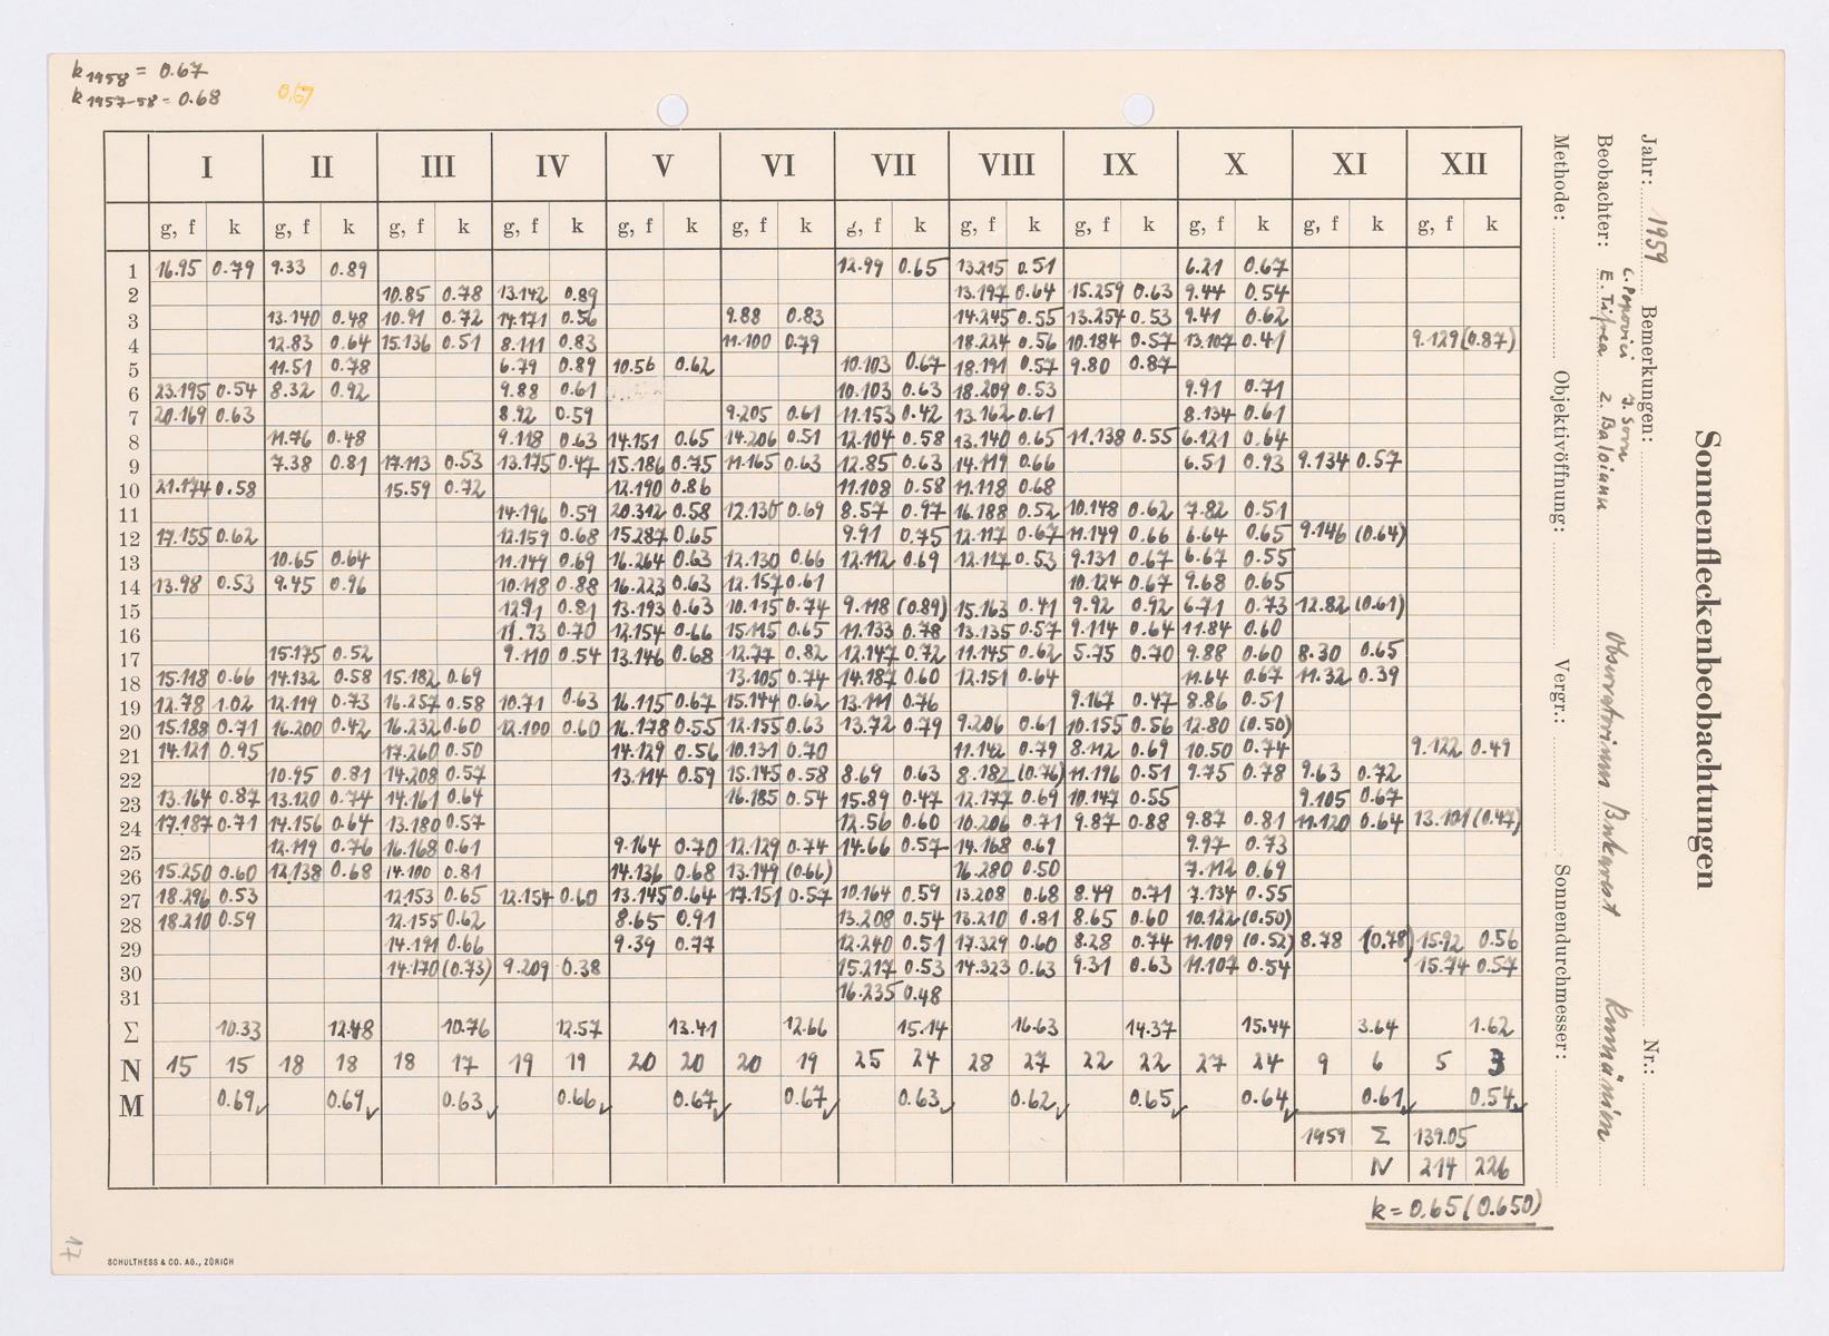 k 1958 = 0.67
k 1957-58 = 0.68 0,67
I II III IV V VI VII VIII IX X XI XII
g, f k g, f k g, f k g, f k g, f k g, f k g, f k g, f k g, f k g, f k g, f k g, f k
1 16.95 0.79 9.33 0.89 12.99 0.65 13.215 0.51 6.21 0.67
2 10.85 0.78 13.142 0.89 13.197 0.64 15.259 0.63 9.44 0.54
3 13.140 0.48 10.91 0.72 14.171 0.56 9.88 0.83 14.245 0.55 13.254 0.53 9.41 0.62
4 12.83 0.64 15.136 0.51 8.111 0.83 11.100 0.79 18.224 0.56 10.184 0.57 13.107 0.41 9.129 (0.87)
5 11.51 0.78 6.79 0.89 10.56 0.62 10.103 0.67 18.191 0.57 9.80 0.87
6 23.195 0.54 8.32 0.92 9.88 0.61 10.103 0.63 18.209 0.53 9.91 0.71
7 20.169 0.63 8.92 0.59 9.205 0.61 11.153 0.42 13.162 0.61 8.134 0.61
8 11.76 0.48 9.118 0.63 14.151 0.65 14.206 0.51 12.104 0.58 13.140 0.65 11.138 0.55 6.121 0.64
9 7.38 0.81 17.113 0.53 13.175 0.47 15.186 0.75 11.165 0.63 12.85 0.63 14.119 0.66 6.51 0.93 9.134 0.57
10 21.174 0.58 15.59 0.72 12.190 0.86 11.108 0.58 11.118 0.68
11 14.196 0.59 20.312 0.58 12.130 0.69 8.57 0.97 16.188 0.52 10.148 0.62 7.82 0.51
12 17.155 0.62 12.159 0.68 15.287 0.65 9.91 0.75 12.117 0.67 11.149 0.66 6.64 0.65 9.146 (0.64)
13 10.65 0.64 11.149 0.69 16.264 0.63 12.130 0.66 12.112 0.69 12.117 0.53 9.131 0.67 6.67 0.55
14 13.98 0.53 9.45 0.96 10.118 0.88 16.223 0.63 12.157 0.61 10.124 0.67 9.68 0.65
15 12.91 0.81 13.193 0.63 10.115 0.74 9.118 (0.89) 15.163 0.41 9.92 0.92 6.71 0.73 12.82 (0.61)
16 11.93 0.70 12.154 0.66 15.115 0.65 11.133 0.78 13.135 0.57 9.114 0.64 11.84 0.60
17 15.175 0.52 9.110 0.54 13.146 0.68 12.77 0.82 12.147 0.72 11.145 0.62 5.75 0.70 9.88 0.60 8.30 0.65
18 15.118 0.66 14.132 0.58 15.182 0.69 13.105 0.74 14.187 0.60 12.151 0.64 11.64 0.67 11.32 0.39
19 12.78 1.02 12.119 0.73 16.257 0.58 10.71 0.63 16.115 0.67 15.144 0.62 13.111 0.76 9.167 0.47 8.86 0.51
20 15.188 0.71 16.200 0.42 16.232 0.60 12.100 0.60 16.178 0.55 12.155 0.63 13.72 0.79 9.206 0.61 10.155 0.56 12.80 (0.50)
21 14.121 0.95 17.260 0.50 14.129 0.56 10.131 0.70 11.142 0.79 8.112 0.69 10.50 0.74 9.122 0.49
22 10.95 0.81 14.208 0.57 13.114 0.59 15.145 0.58 8.69 0.63 8.182 (0.76) 11.196 0.51 9.75 0.78 9.63 0.72
23 13.164 0.87 13.120 0.74 14.161 0.64 16.185 0.54 15.89 0.47 12.177 0.69 10.147 0.55 9.105 0.67
24 17.187 0.71 14.156 0.64 13.180 0.57 12.56 0.60 10.206 0.71 9.87 0.88 9.87 0.81 11.120 0.64 13.101 (0.47)
25 12.119 0.76 16.168 0.61 9.164 0.70 12.129 0.74 14.66 0.57 14.168 0.69 9.97 0.73
26 15.250 0.60 12.138 0.68 14.100 0.81 14.136 0.68 13.149 (0.66) 16.280 0.50 7.112 0.69
27 18.296 0.53 12.153 0.65 12.154 0.60 13.145 0.64 17.151 0.57 10.164 0.59 13.208 0.68 8.49 0.71 7.134 0.55
28 18.210 0.59 12.155 0.62 8.65 0.91 13.208 0.54 13.210 0.81 8.65 0.60 10.122 (0.50)
29 14.191 0.66 9.39 0.77 12.240 0.51 17.329 0.60 8.28 0.74 11.109 (0.52) 8.78 (0.78) 15.92 0.56
30 14.170 (0.73) 9.209 0.38 15.217 0.53 14.323 0.63 9.31 0.63 11.107 0.54 15.74 0.57
31 16.235 0.48
Σ 10.33 12.48 10.76 12.57 13.41 12.66 15.14 16.63 14.37 15.44 3.64 1.62
N 15 15 18 18 18 17 19 19 20 20 20 19 25 24 28 27 22 22 27 24 9 6 5 3
M 0.69 0.69 0.63 0.66 0.67 0.67 0.63 0.62 0.65 0.64 0.61 0.54
1959 Σ 139.05
N 214 226
k = 0.65 (0.650)
17
SCHULTHESS & CO. AG., ZÜRICH
Sonnenfleckenbeobachtungen
Jahr: 1959 Bemerkungen: Nr.:
C. Popovici J. Som
Beobachter: E. Tifrea Z. Baloianu Observatorium Bukarest Rumänien
Methode: Objektivöffnung: Vergr.: Sonnendurchmesser: